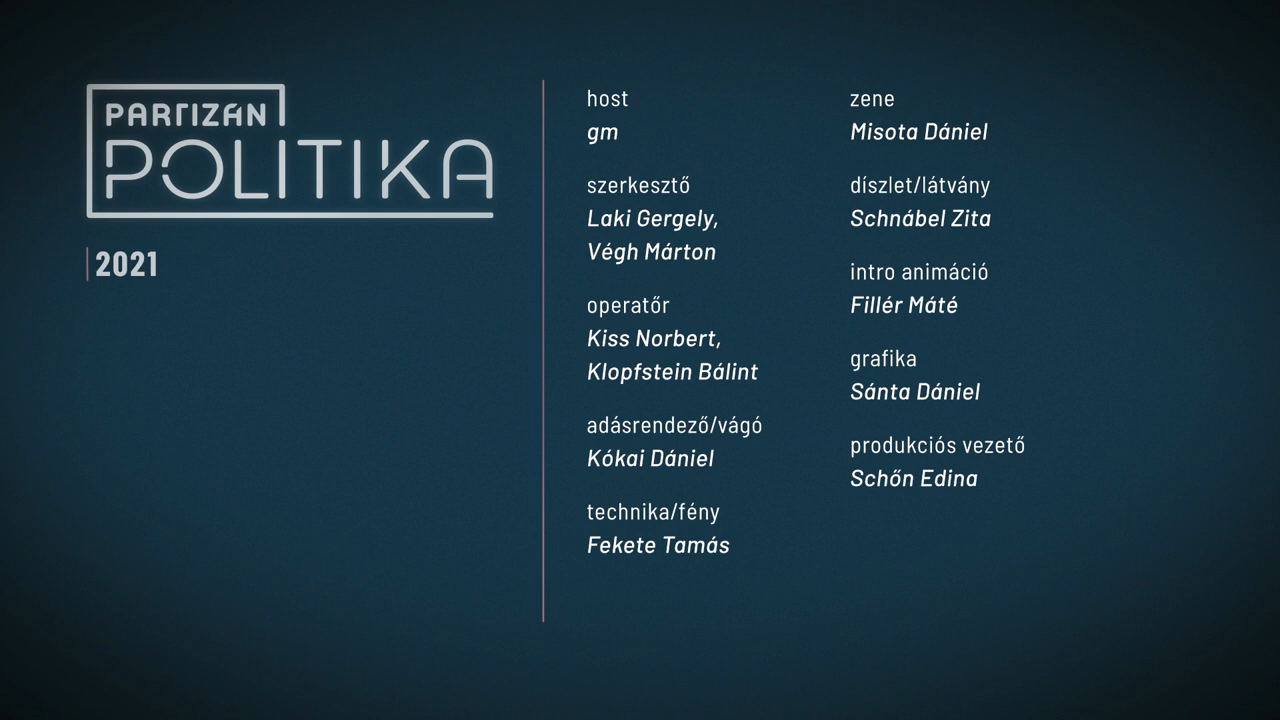 PARTIZÁN
POLITIKA
2021
host
gm
szerkesztő
Laki Gergely,
Végh Márton
operatőr
Kiss Norbert,
Klopfstein Bálint
adásrendező/vágó
Kókai Dániel
technika/fény
Fekete Tamás
zene
Misota Dániel
díszlet/látvány
Schnábel Zita
intro animáció
Fillér Máté
grafika
Sánta Dániel
produkciós vezető
Schőn Edina